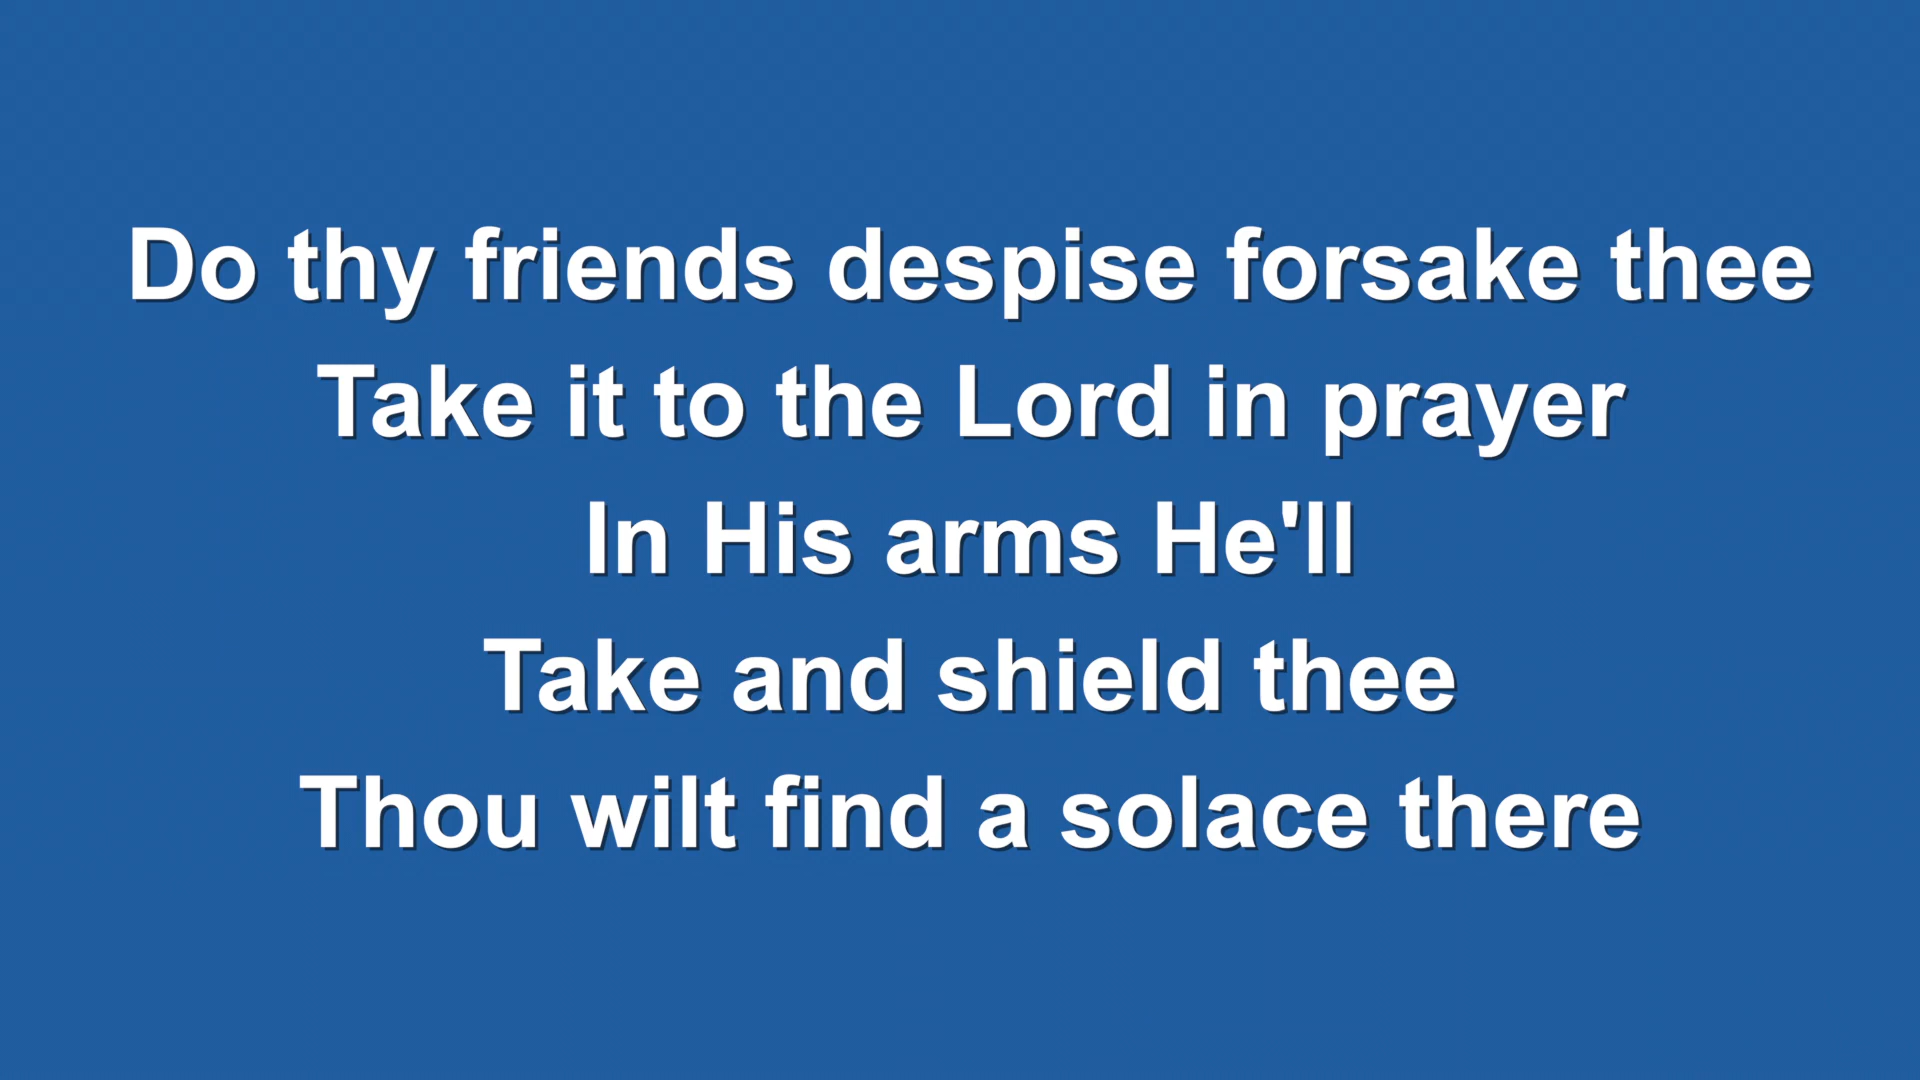 Do thy friends despise forsake thee
Take it to the Lord in prayer
In His arms He'll
Take and shield thee
Thou wilt find a solace there